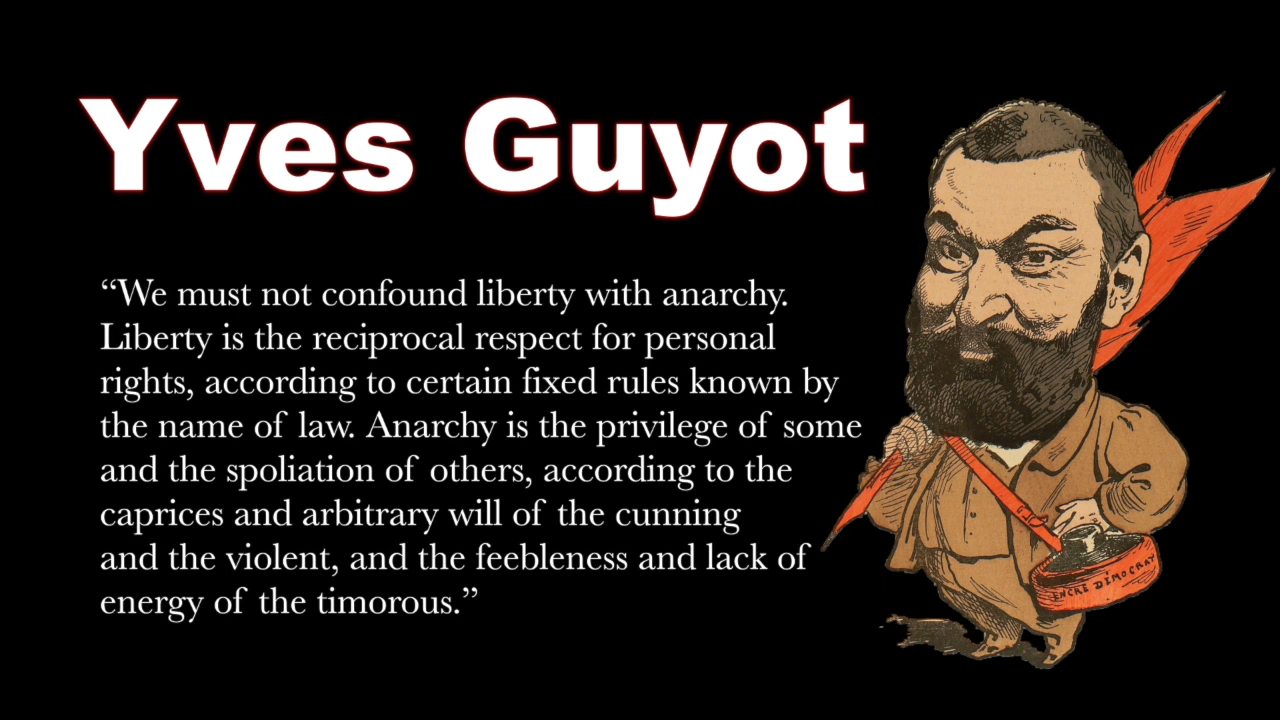 Yves Guyot
“We must not confound liberty with anarchy.
Liberty is the reciprocal respect for personal
rights, according to certain fixed rules known by
the name of law. Anarchy is the privilege of some
and the spoliation of others, according to the
caprices and arbitrary will of the cunning
and the violent, and the feebleness and lack of
energy of the timorous.”
ENCRE DÉMOCRAT